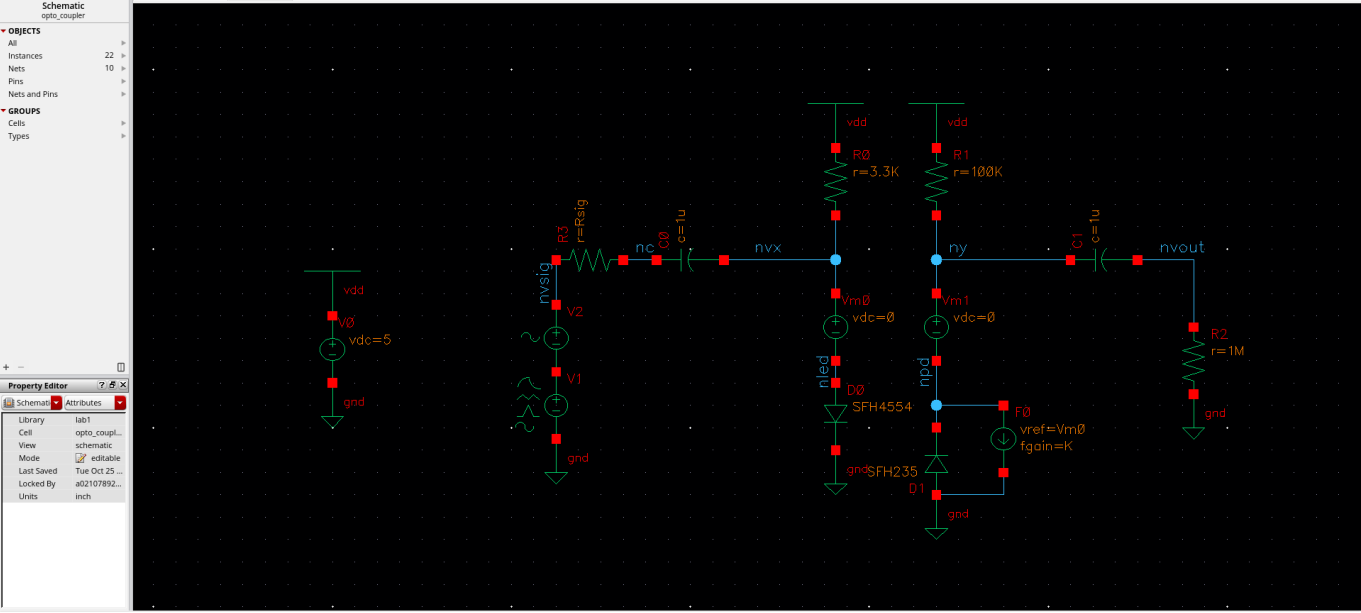 Schematic
opto_coupler
OBJECTS
All
Instances 22
Nets 10
Pins
Nets and Pins
GROUPS
Cells
Types
Property Editor
Schemati Attributes
Library lab1
Cell opto_coupl...
View schematic
Mode editable
Last Saved Tue Oct 25 ...
Locked By a02107892...
Units inch
vdd
V0
vdc=5
gnd
nvsig
R3
r=Rsig
V2
V1
gnd
nc
C0
c=1u
nvx
vdd
R0
r=3.3K
Vm0
vdc=0
nled
D0
SFH4554
gnd
vdd
R1
r=100K
ny
Vm1
vdc=0
npd
SFH235
D1
gnd
F0
vref=Vm0
fgain=K
C1
c=1u
nvout
R2
r=1M
gnd